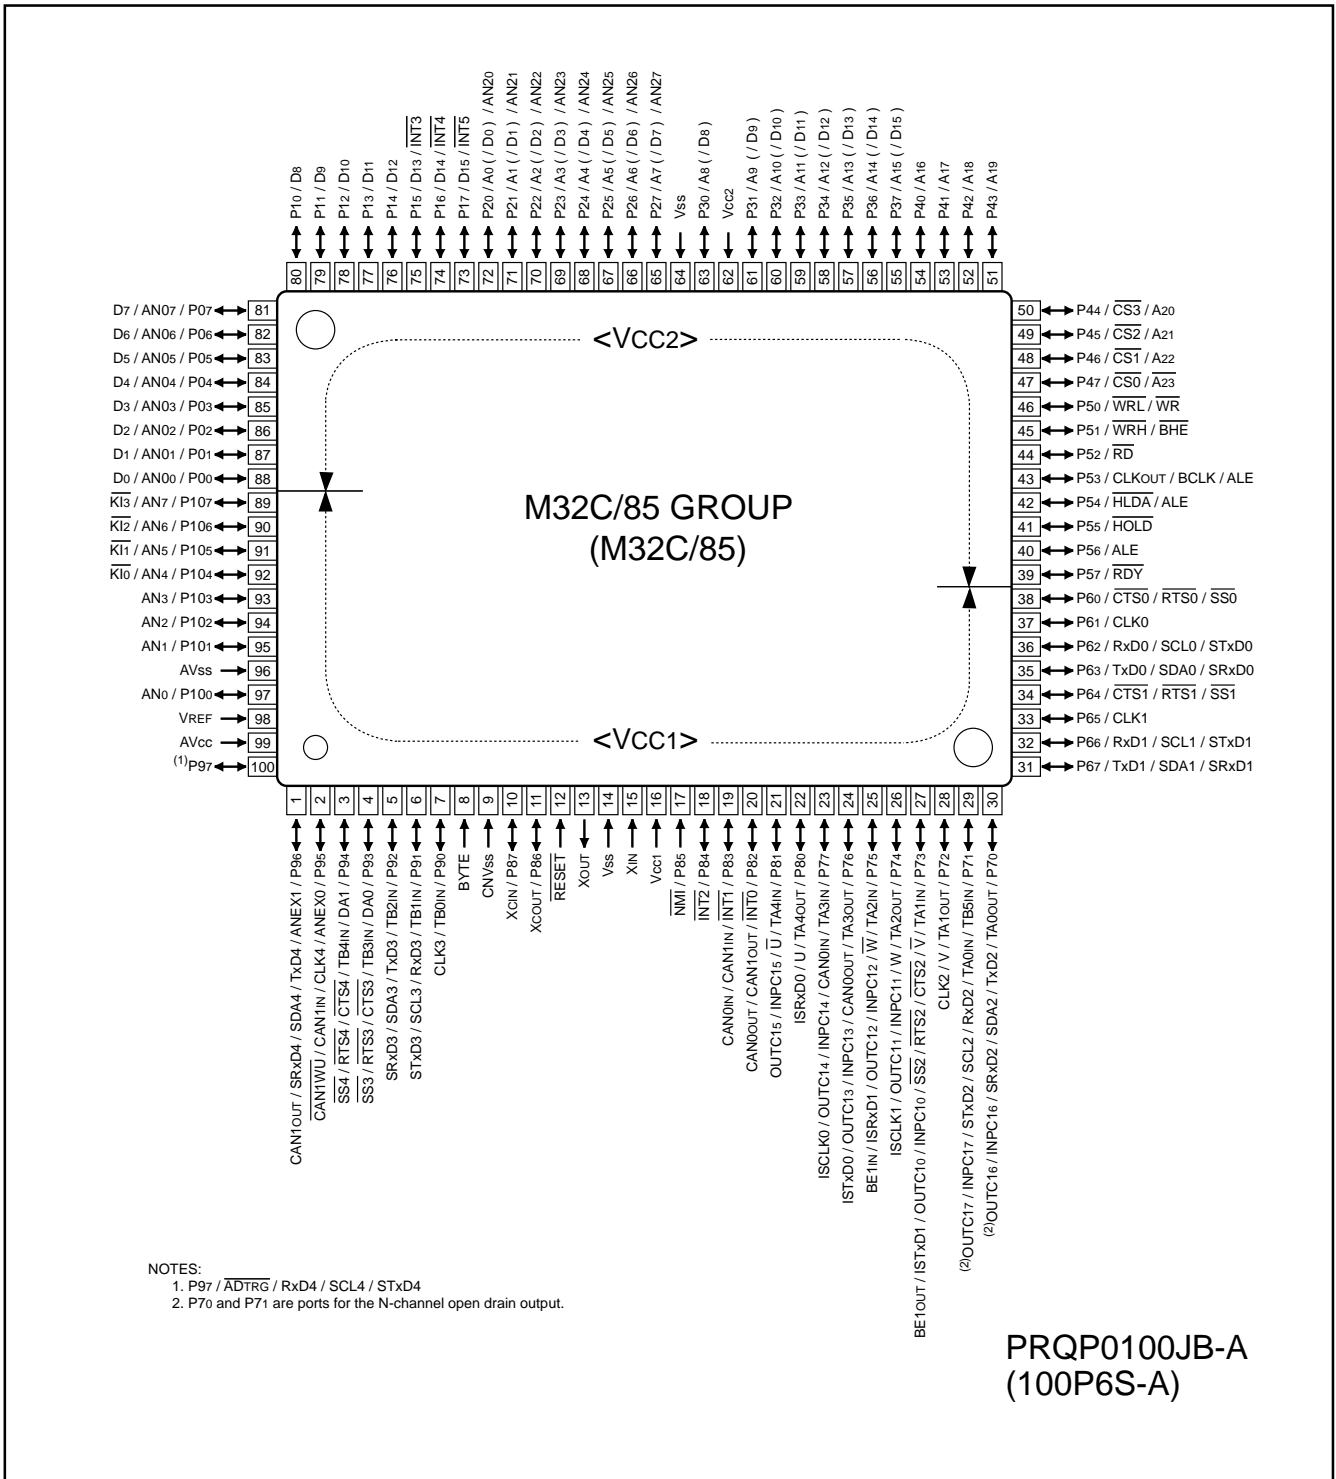 P10 / D8
P11 / D9
P12 / D10
P13 / D11
P14 / D12
P15 / D13 / INT3
P16 / D14 / INT4
P17 / D15 / INT5
P20 / A0 ( / D0 ) / AN20
P21 / A1 ( / D1 ) / AN21
P22 / A2 ( / D2 ) / AN22
P23 / A3 ( / D3 ) / AN23
P24 / A4 ( / D4 ) / AN24
P25 / A5 ( / D5 ) / AN25
P26 / A6 ( / D6 ) / AN26
P27 / A7 ( / D7 ) / AN27
Vss
P30 / A8 ( / D8 )
Vcc2
P31 / A9 ( / D9 )
P32 / A10 ( / D10 )
P33 / A11 ( / D11 )
P34 / A12 ( / D12 )
P35 / A13 ( / D13 )
P36 / A14 ( / D14 )
P37 / A15 ( / D15 )
P40 / A16
P41 / A17
P42 / A18
P43 / A19
80 79 78 77 76 75 74 73 72 71 70 69 68 67 66 65 64 63 62 61 60 59 58 57 56 55 54 53 52 51
D7 / AN07 / P07 81
D6 / AN06 / P06 82
D5 / AN05 / P05 83
D4 / AN04 / P04 84
D3 / AN03 / P03 85
D2 / AN02 / P02 86
D1 / AN01 / P01 87
D0 / AN00 / P00 88
KI3 / AN7 / P107 89
KI2 / AN6 / P106 90
KI1 / AN5 / P105 91
KI0 / AN4 / P104 92
AN3 / P103 93
AN2 / P102 94
AN1 / P101 95
AVss 96
AN0 / P100 97
VREF 98
AVcc 99
(1)P97 100
<VCC2>
M32C/85 GROUP
(M32C/85)
<VCC1>
50 P44 / CS3 / A20
49 P45 / CS2 / A21
48 P46 / CS1 / A22
47 P47 / CS0 / A23
46 P50 / WRL / WR
45 P51 / WRH / BHE
44 P52 / RD
43 P53 / CLKOUT / BCLK / ALE
42 P54 / HLDA / ALE
41 P55 / HOLD
40 P56 / ALE
39 P57 / RDY
38 P60 / CTS0 / RTS0 / SS0
37 P61 / CLK0
36 P62 / RxD0 / SCL0 / STxD0
35 P63 / TxD0 / SDA0 / SRxD0
34 P64 / CTS1 / RTS1 / SS1
33 P65 / CLK1
32 P66 / RxD1 / SCL1 / STxD1
31 P67 / TxD1 / SDA1 / SRxD1
1 2 3 4 5 6 7 8 9 10 11 12 13 14 15 16 17 18 19 20 21 22 23 24 25 26 27 28 29 30
CAN1OUT / SRxD4 / SDA4 / TxD4 / ANEX1 / P96
CAN1WU / CAN1IN / CLK4 / ANEX0 / P95
SS4 / RTS4 / CTS4 / TB4IN / DA1 / P94
SS3 / RTS3 / CTS3 / TB3IN / DA0 / P93
SRxD3 / SDA3 / TxD3 / TB2IN / P92
STxD3 / SCL3 / RxD3 / TB1IN / P91
CLK3 / TB0IN / P90
BYTE
CNVss
XCIN / P87
XCOUT / P86
RESET
XOUT
Vss
XIN
Vcc1
NMI / P85
INT2 / P84
CAN0IN / CAN1IN / INT1 / P83
CAN0OUT / CAN1OUT / INT0 / P82
OUTC15 / INPC15 / U / TA4IN / P81
ISRxD0 / U / TA4OUT / P80
ISCLK0 / OUTC14 / INPC14 / CAN0IN / TA3IN / P77
ISTxD0 / OUTC13 / INPC13 / CAN0OUT / TA3OUT / P76
BE1IN / ISRxD1 / OUTC12 / INPC12 / W / TA2IN / P75
ISCLK1 / OUTC11 / INPC11 / W / TA2OUT / P74
BE1OUT / ISTxD1 / OUTC10 / INPC10 / SS2 / RTS2 / CTS2 / V / TA1IN / P73
CLK2 / V / TA1OUT / P72
(2)OUTC17 / INPC17 / STxD2 / SCL2 / RxD2 / TA0IN / TB5IN / P71
(2)OUTC16 / INPC16 / SRxD2 / SDA2 / TxD2 / TA0OUT / P70
NOTES:
1. P97 / ADTRG / RxD4 / SCL4 / STxD4
2. P70 and P71 are ports for the N-channel open drain output.
PRQP0100JB-A
(100P6S-A)